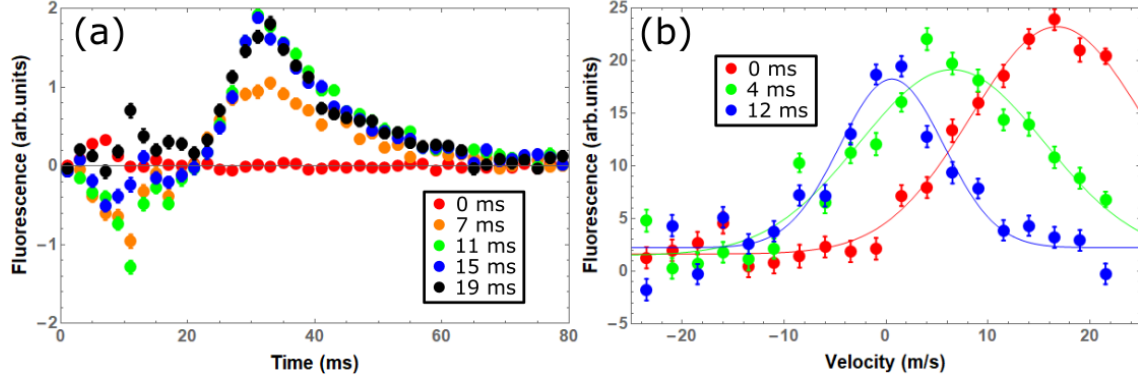 (a)
Fluorescence (arb.units)
2
1
0
−1
−2
0 20 40 60 80
Time (ms)
0 ms
7 ms
11 ms
15 ms
19 ms
(b)
Fluorescence (arb.units)
25
20
15
10
5
0
−5
−20 −10 0 10 20
Velocity (m/s)
0 ms
4 ms
12 ms